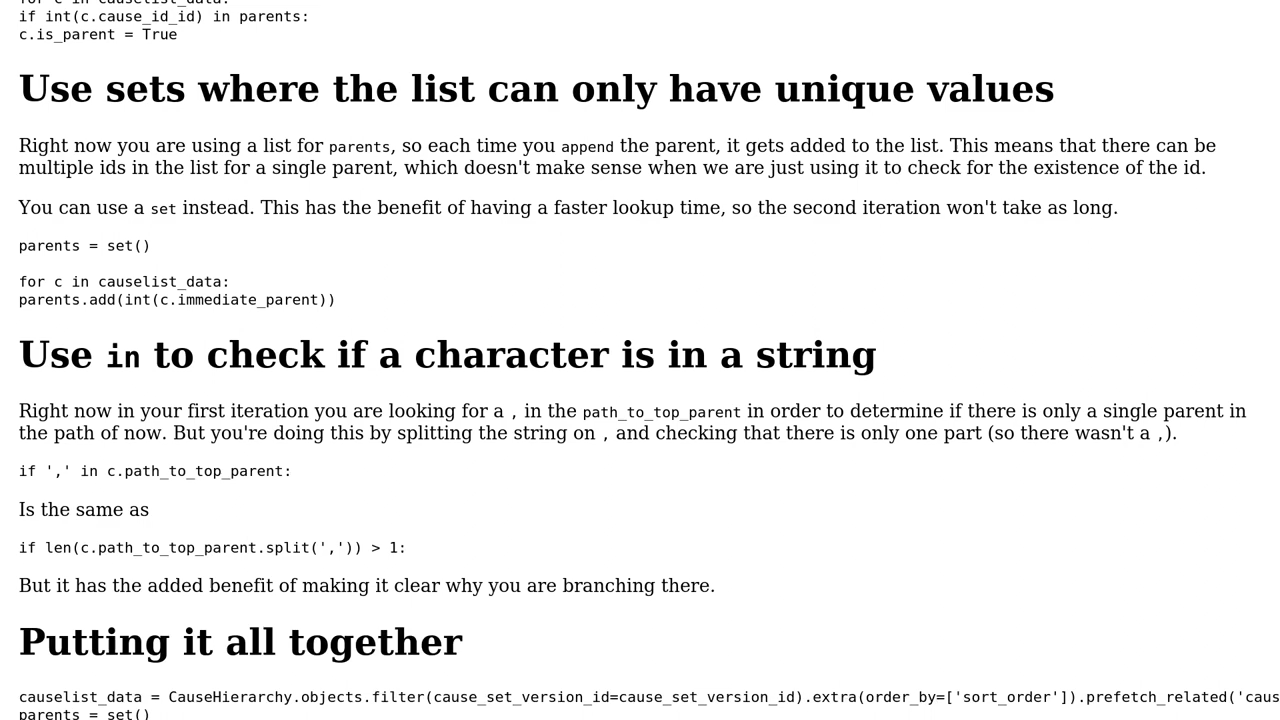 for c in causelist_data:
if int(c.cause_id_id) in parents:
c.is_parent = True
Use sets where the list can only have unique values
Right now you are using a list for parents, so each time you append the parent, it gets added to the list. This means that there can be
multiple ids in the list for a single parent, which doesn't make sense when we are just using it to check for the existence of the id.
You can use a set instead. This has the benefit of having a faster lookup time, so the second iteration won't take as long.
parents = set()
for c in causelist_data:
parents.add(int(c.immediate_parent))
Use in to check if a character is in a string
Right now in your first iteration you are looking for a , in the path_to_top_parent in order to determine if there is only a single parent in
the path of now. But you're doing this by splitting the string on , and checking that there is only one part (so there wasn't a ,).
if ',' in c.path_to_top_parent:
Is the same as
if len(c.path_to_top_parent.split(',')) > 1:
But it has the added benefit of making it clear why you are branching there.
Putting it all together
causelist_data = CauseHierarchy.objects.filter(cause_set_version_id=cause_set_version_id).extra(order_by=['sort_order']).prefetch_related('caus
parents = set()